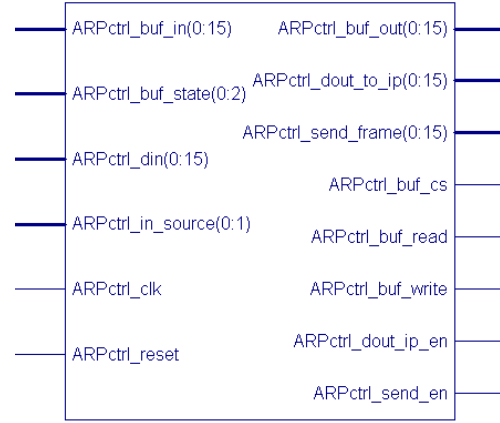 ARPctrl_buf_in(0:15)
ARPctrl_buf_state(0:2)
ARPctrl_din(0:15)
ARPctrl_in_source(0:1)
ARPctrl_clk
ARPctrl_reset
ARPctrl_buf_out(0:15)
ARPctrl_dout_to_ip(0:15)
ARPctrl_send_frame(0:15)
ARPctrl_buf_cs
ARPctrl_buf_read
ARPctrl_buf_write
ARPctrl_dout_ip_en
ARPctrl_send_en